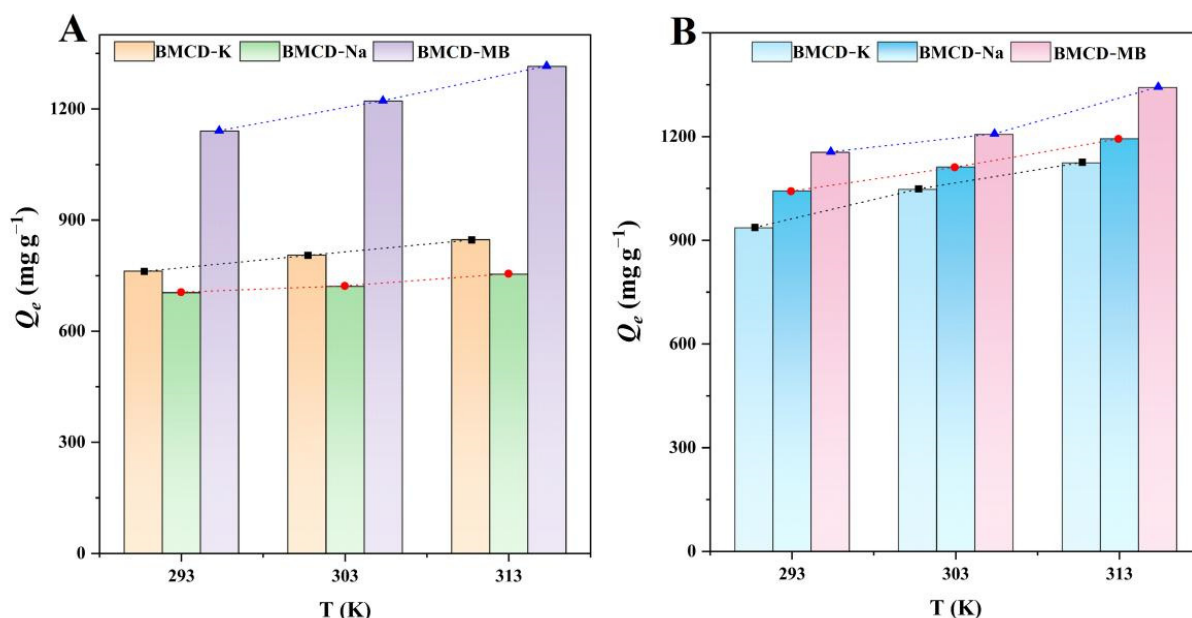 A
BMCD-K BMCD-Na BMCD-MB
1200
900
600
300
0
Qe (mg g⁻¹)
293 303 313
T (K)
B
BMCD-K BMCD-Na BMCD-MB
1200
900
600
300
0
Qe (mg g⁻¹)
293 303 313
T (K)